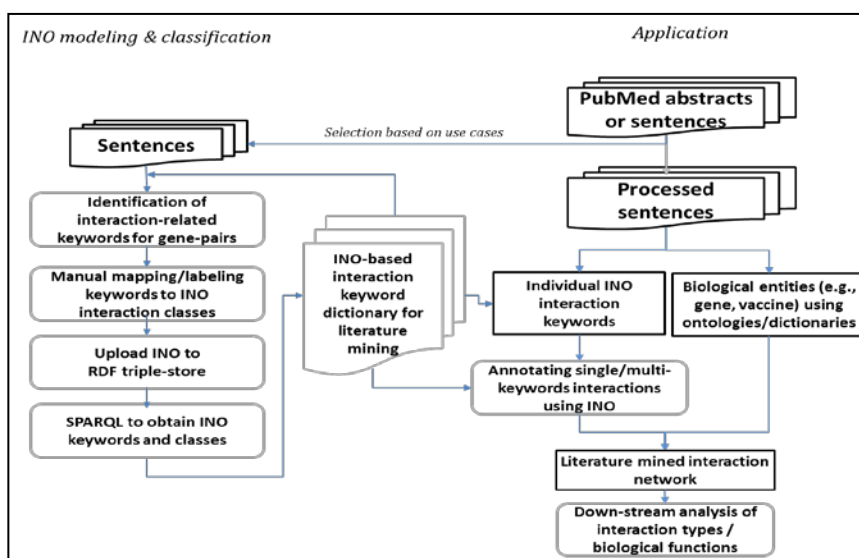 INO modeling & classification
Application
PubMed abstracts
or sentences
Selection based on use cases
Sentences
Processed
sentences
Identification of
interaction-related
keywords for gene-pairs
Manual mapping/labeling
keywords to INO
interaction classes
Upload INO to
RDF triple-store
SPARQL to obtain INO
keywords and classes
INO-based
interaction
keyword
dictionary for
literature
mining
Individual INO
interaction
keywords
Biological entities (e.g.,
gene, vaccine) using
ontologies/dictionaries
Annotating single/multi-
keywords interactions
using INO
Literature mined interaction
network
Down-stream analysis of
interaction types /
biological functions